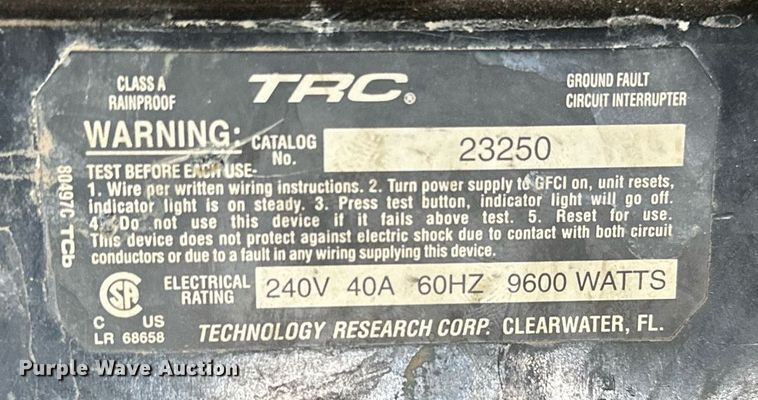 CLASS A
RAINPROOF
TRC®
GROUND FAULT
CIRCUIT INTERRUPTER
WARNING:
CATALOG
No.
23250
TEST BEFORE EACH USE-
1. Wire per written wiring instructions. 2. Turn power supply to GFCI on, unit resets,
indicator light is on steady. 3. Press test button, indicator light will go off.
4. Do not use this device if it fails above test. 5. Reset for use.
This device does not protect against electric shock due to contact with both circuit
conductors or due to a fault in any wiring supplying this device.
80497C TCb
ELECTRICAL
RATING
240V 40A 60HZ 9600 WATTS
SA
C US
LR 68658
TECHNOLOGY RESEARCH CORP. CLEARWATER, FL.
Purple Wave Auction